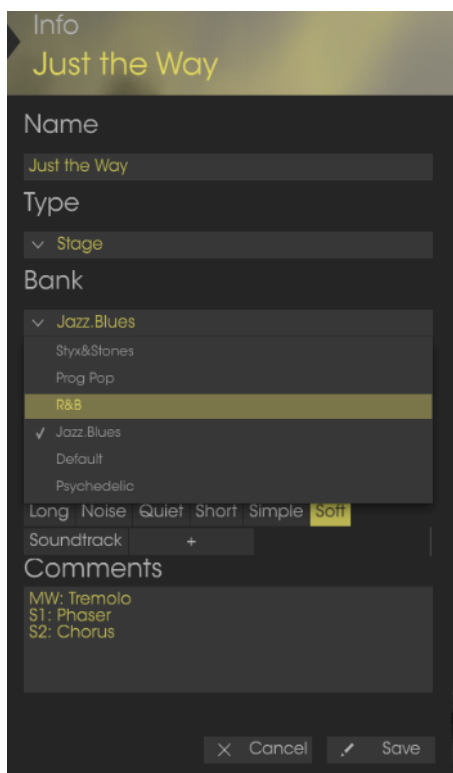 Info
Just the Way
Name
Just the Way
Type
Stage
Bank
Jazz.Blues
Styx&Stones
Prog Pop
R&B
Jazz.Blues
Default
Psychedelic
Long Noise Quiet Short Simple Soft
Soundtrack +
Comments
MW: Tremolo
S1: Phaser
S2: Chorus
Cancel Save